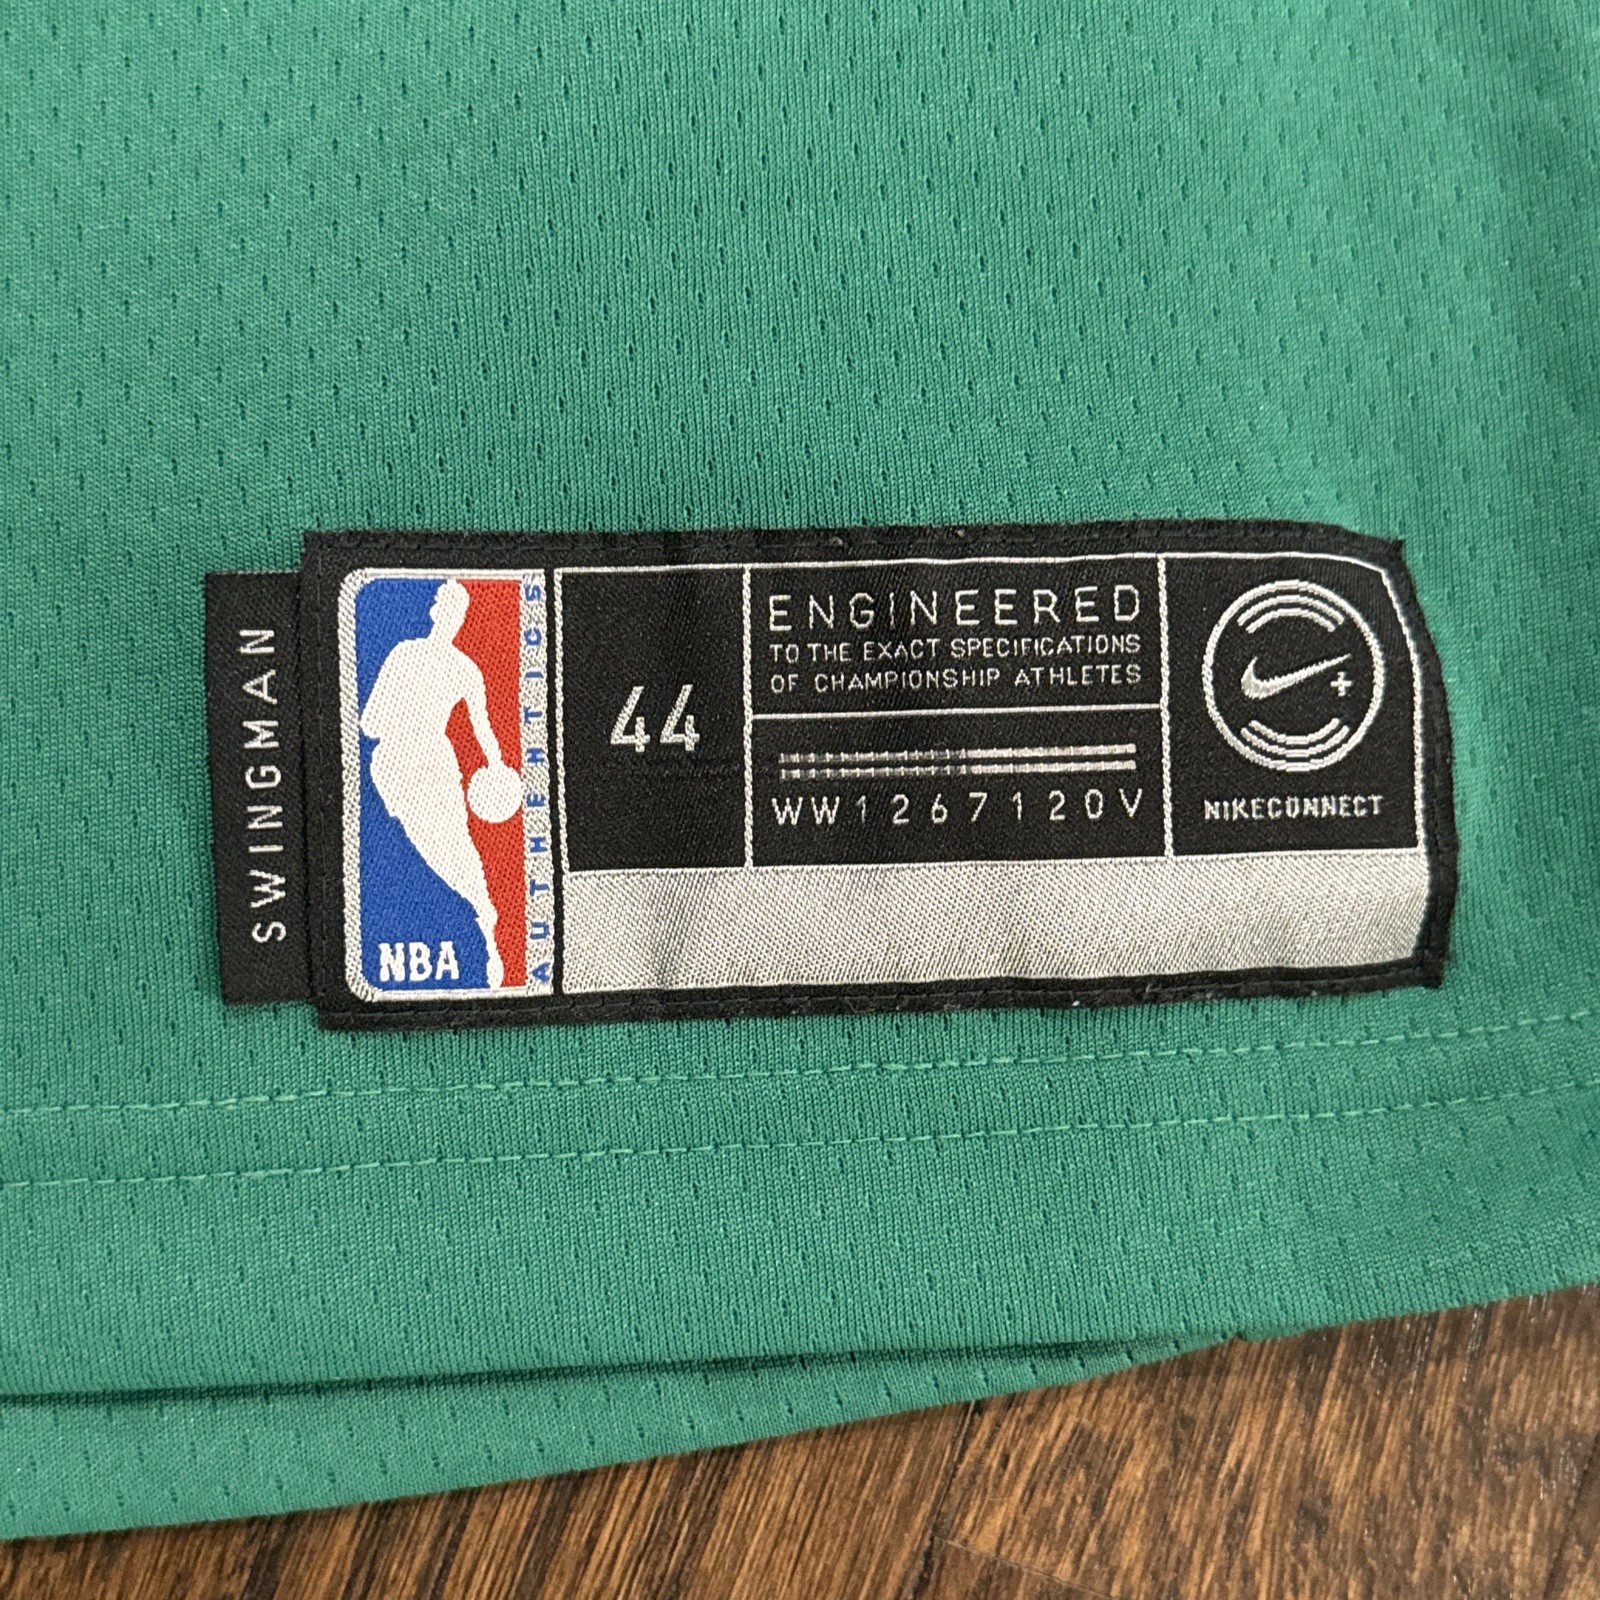 SWINGMAN
NBA
AUTHENTICS
44
ENGINEERED
TO THE EXACT SPECIFICATIONS
OF CHAMPIONSHIP ATHLETES
WW1267120V
NIKECONNECT